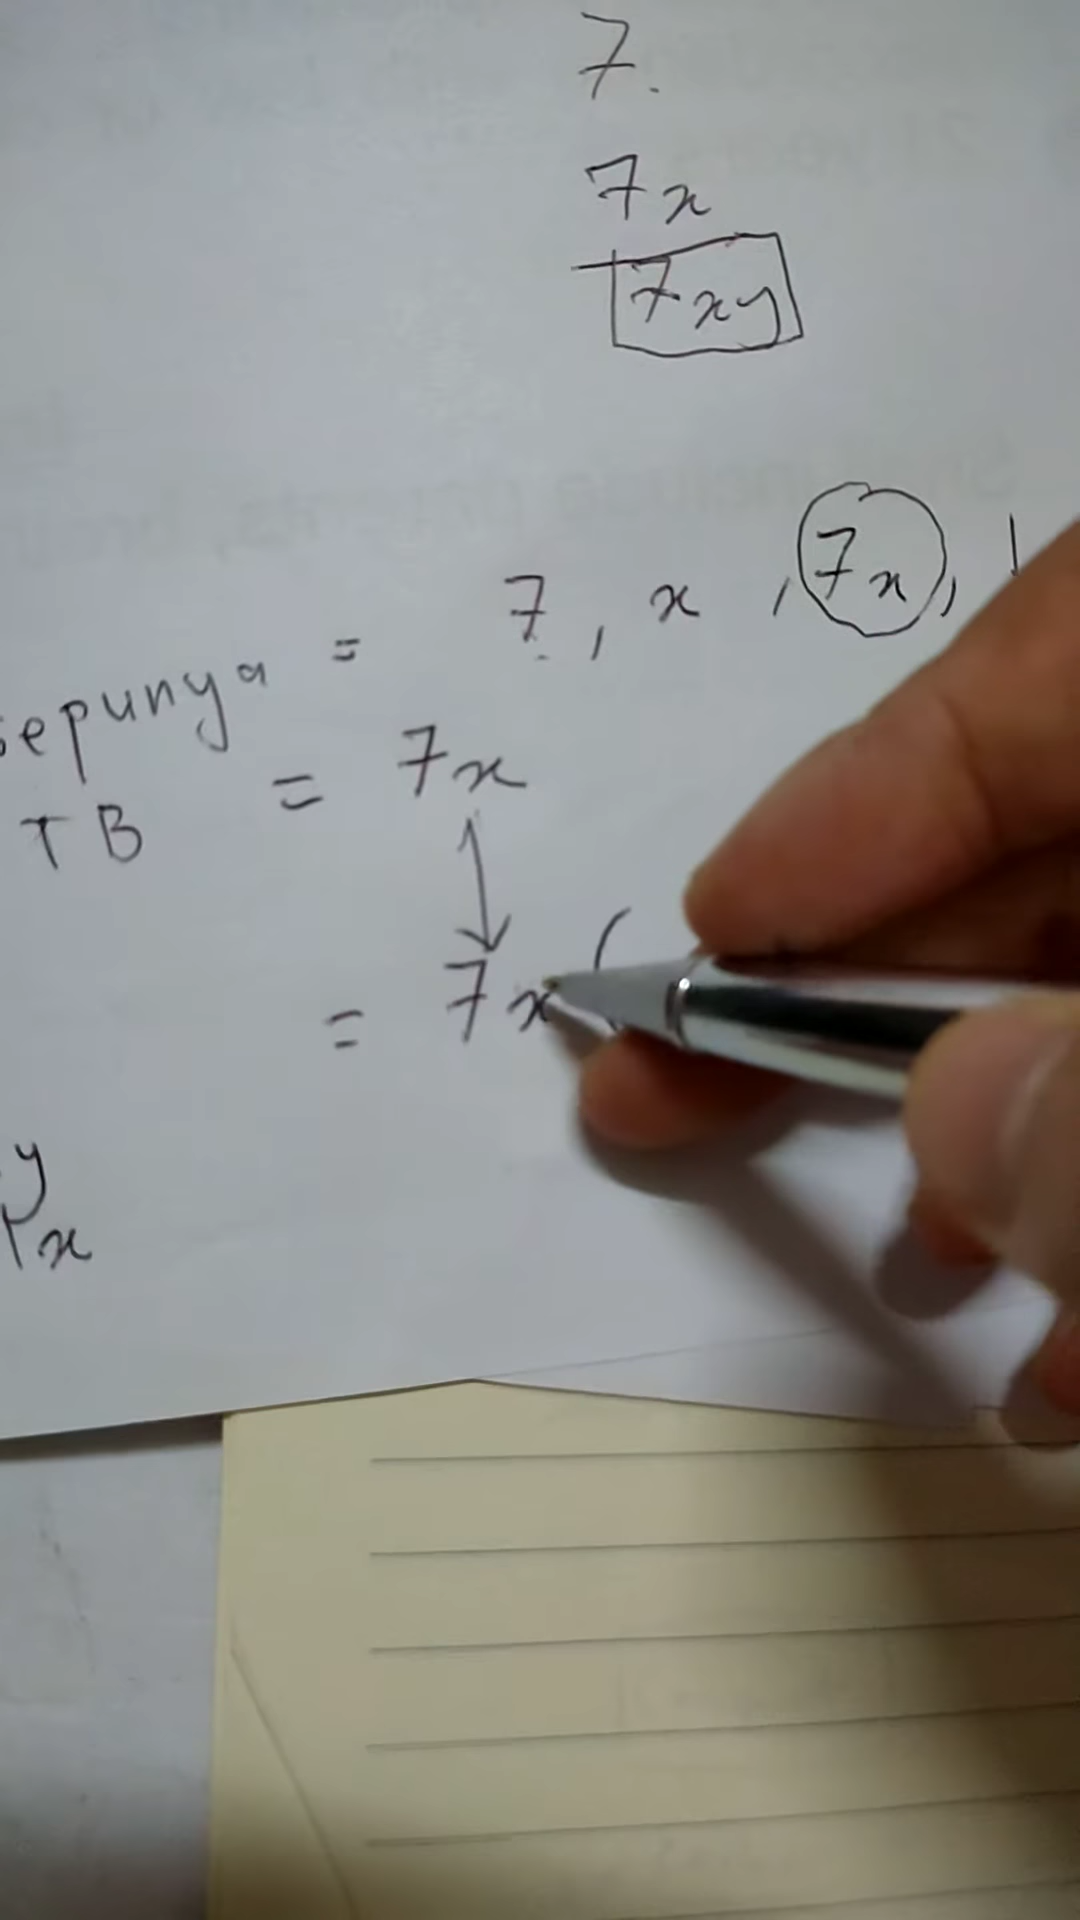 7.
7x
7xy
sepunya = 7, x, 7x,
TB = 7x
= 7x (
y
x